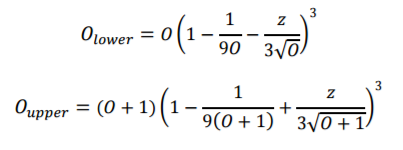 O_lower = O(1 - 1/9O - z/3√O)^3
O_upper = (O + 1)(1 - 1/9(O + 1) + z/3√O + 1)^3